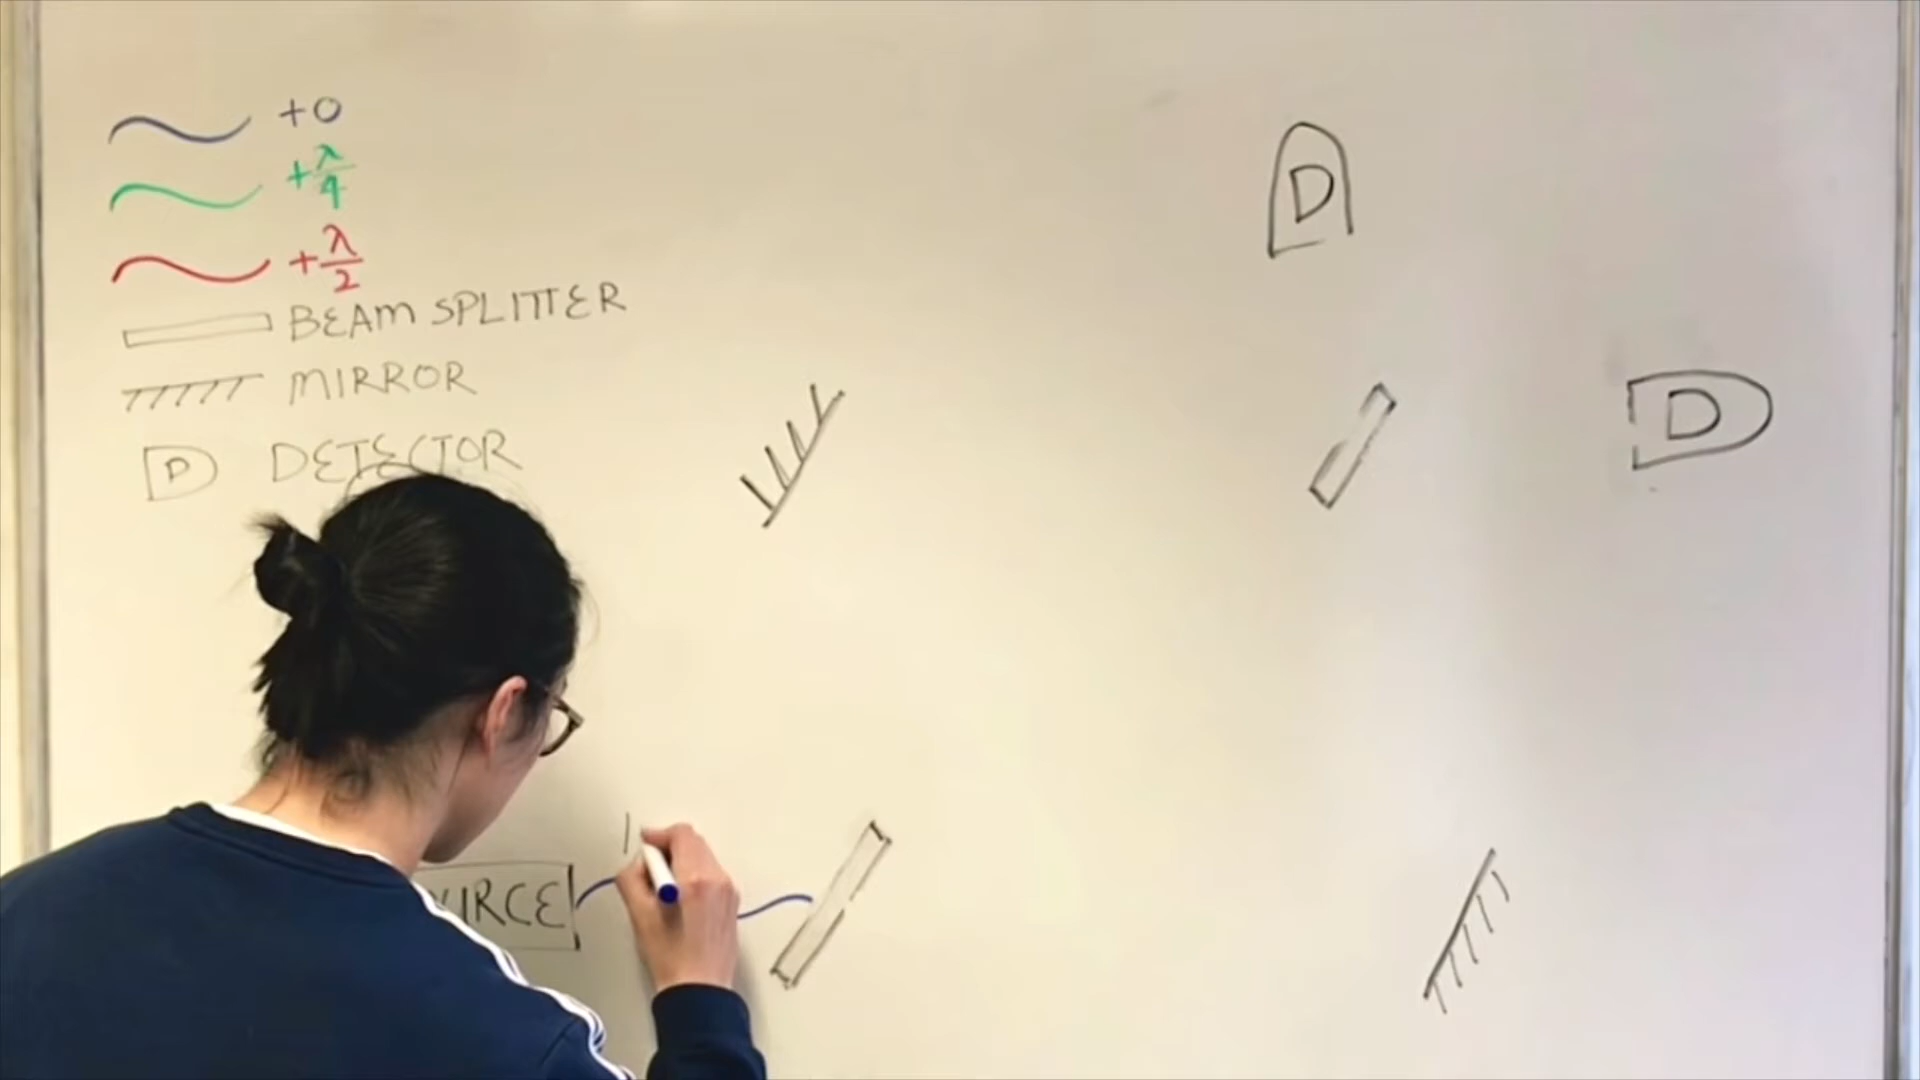 +0
+λ/4
+λ/2
BEAM SPLITTER
MIRROR
D DETECTOR
D
D
URCE